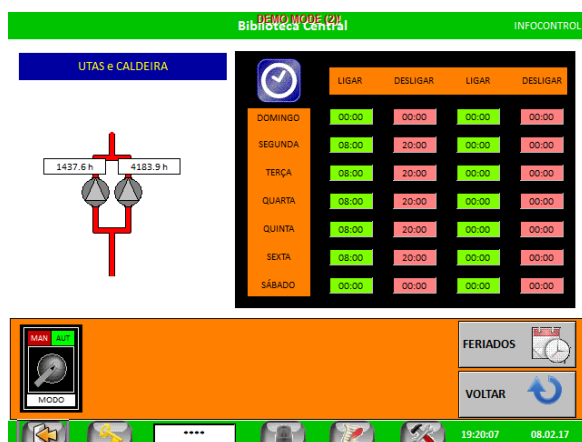 DEMO MODE (2)!
Biblioteca Central
INFOCONTROL
UTAS e CALDEIRA
1437.6 h 4183.9 h
LIGAR DESLIGAR LIGAR DESLIGAR
DOMINGO 00:00 00:00 00:00 00:00
SEGUNDA 08:00 20:00 00:00 00:00
TERÇA 08:00 20:00 00:00 00:00
QUARTA 08:00 20:00 00:00 00:00
QUINTA 08:00 20:00 00:00 00:00
SEXTA 08:00 20:00 00:00 00:00
SÁBADO 00:00 00:00 00:00 00:00
MAN AUT
MODO
FERIADOS
VOLTAR
**** 19:20:07 08.02.17